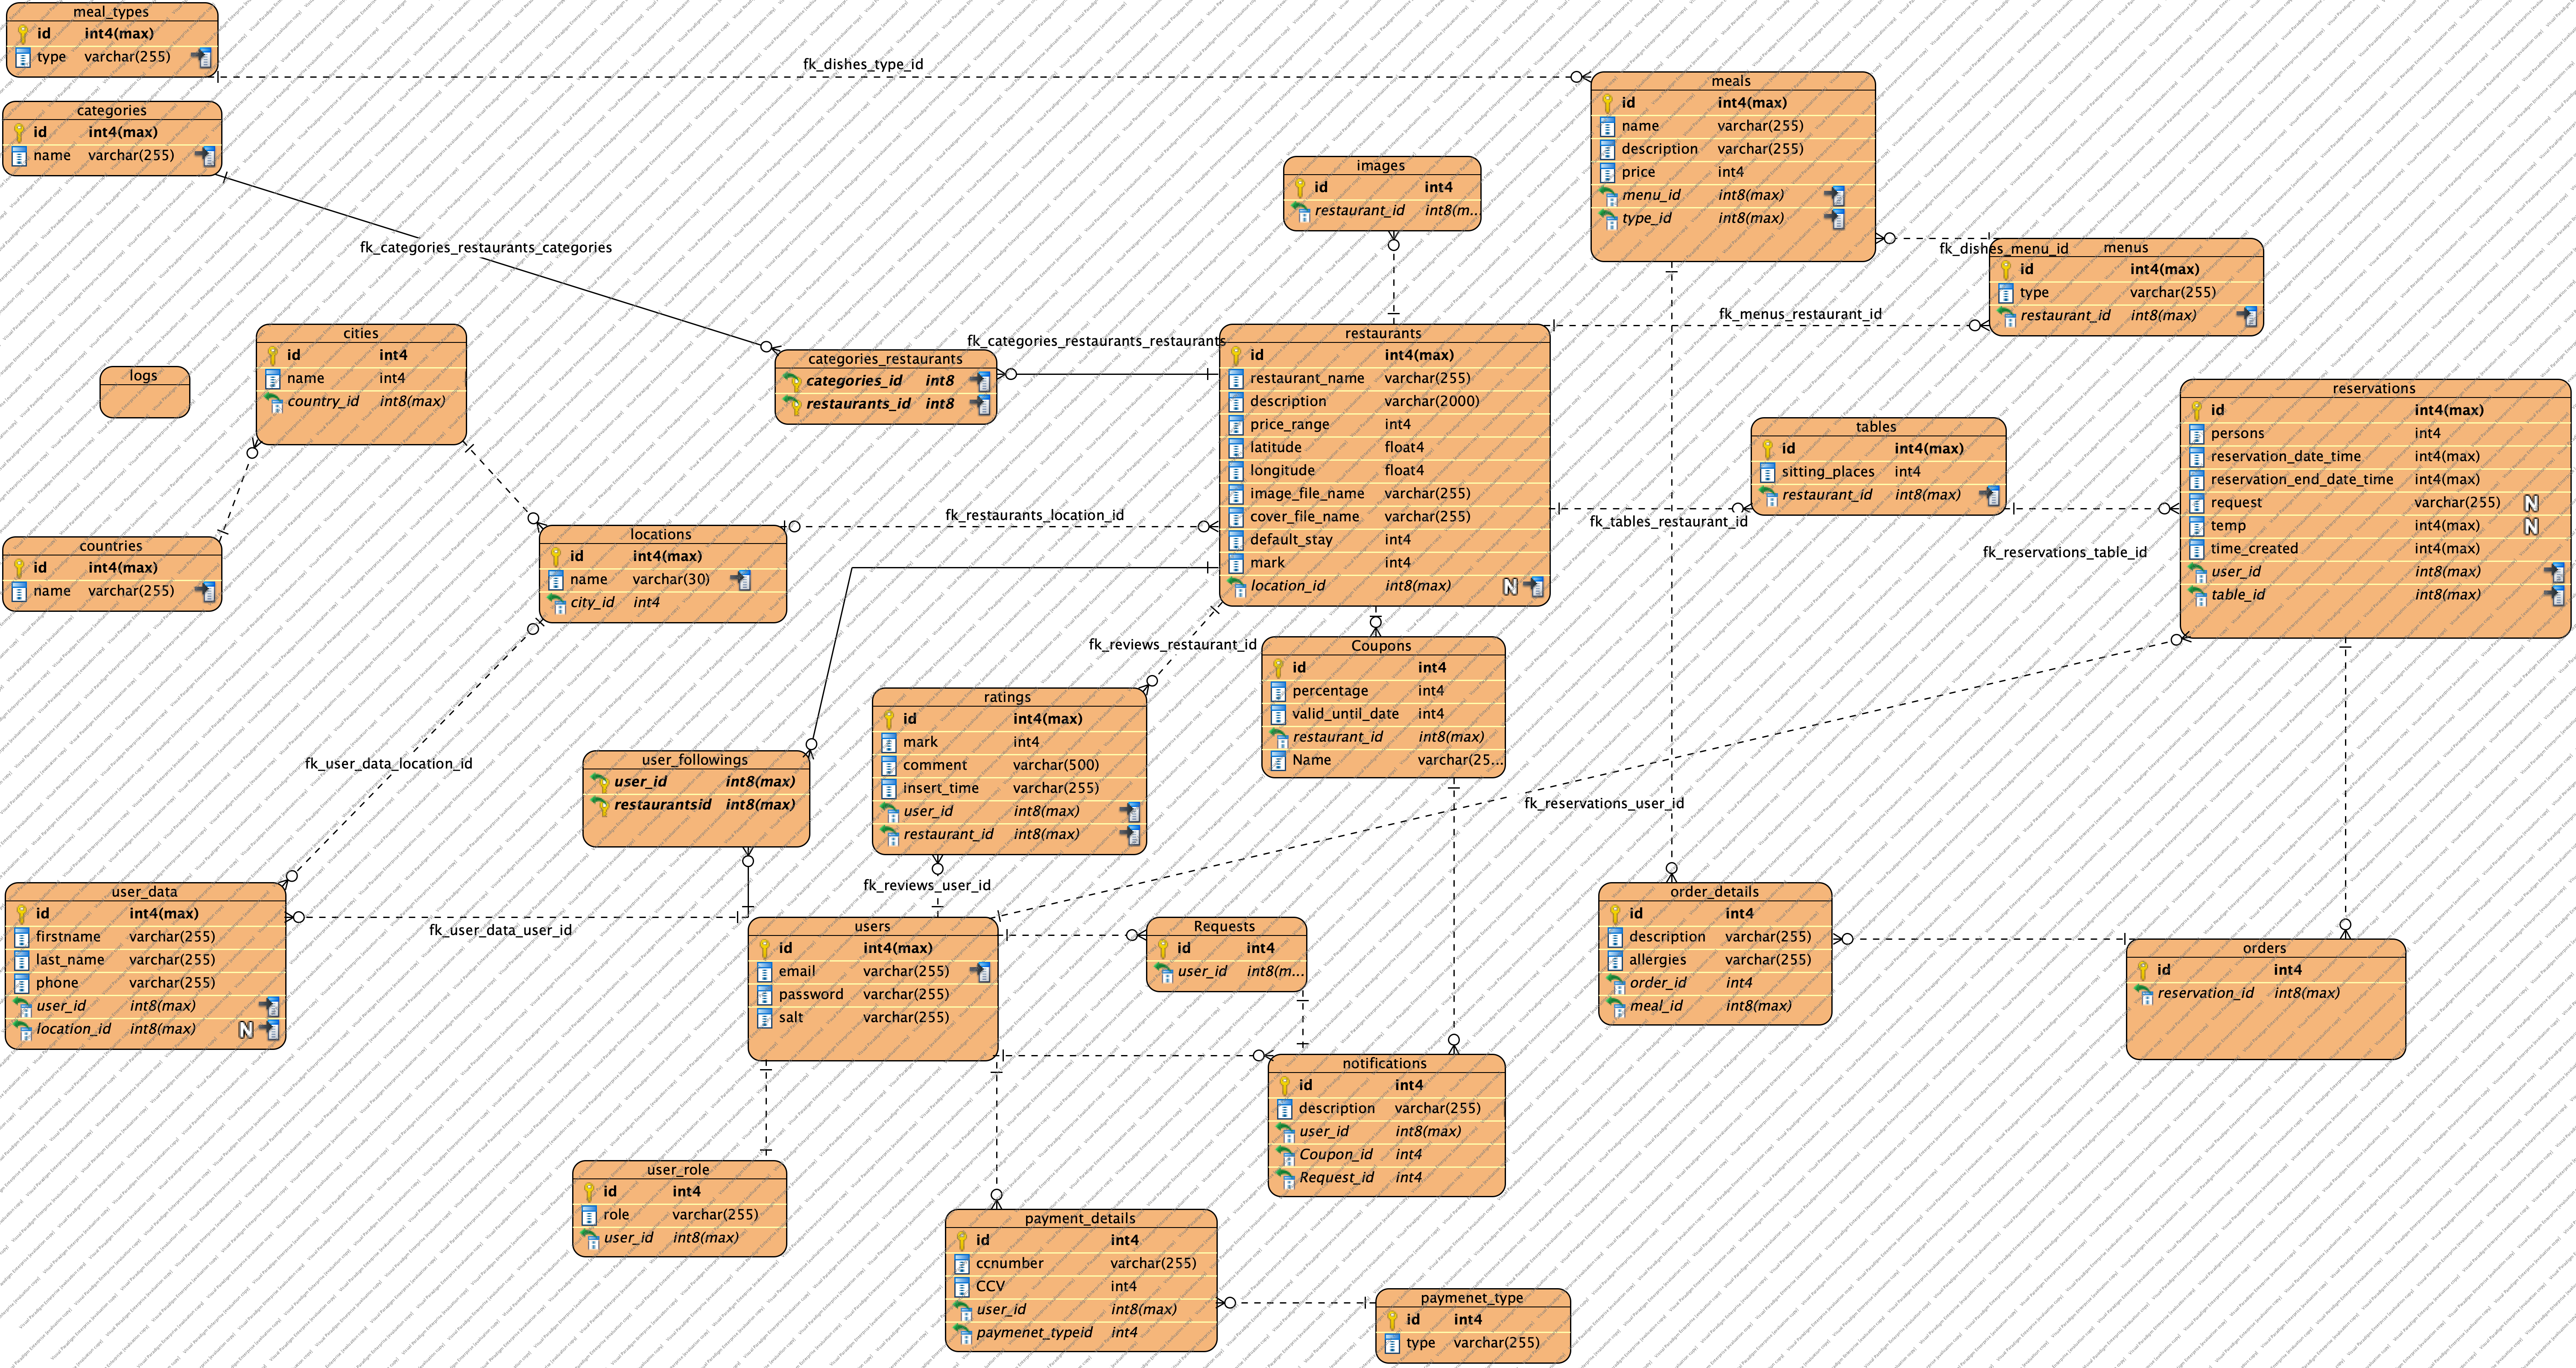 meal_types
id int4(max)
type varchar(255)
fk_dishes_type_id
categories
id int4(max)
name varchar(255)
fk_categories_restaurants_categories
meals
id int4(max)
name varchar(255)
description varchar(255)
price int4
menu_id int8(max)
type_id int8(max)
images
id int4
restaurant_id int8(m...
fk_dishes_menu_id
menus
id int4(max)
type varchar(255)
restaurant_id int8(max)
fk_menus_restaurant_id
cities
id int4
name int4
country_id int8(max)
logs
fk_categories_restaurants_restaurants
categories_restaurants
categories_id int8
restaurants_id int8
restaurants
id int4(max)
restaurant_name varchar(255)
description varchar(2000)
price_range int4
latitude float4
longitude float4
image_file_name varchar(255)
cover_file_name varchar(255)
default_stay int4
mark int4
location_id int8(max) N
tables
id int4(max)
sitting_places int4
restaurant_id int8(max)
fk_tables_restaurant_id
reservations
id int4(max)
persons int4
reservation_date_time int4(max)
reservation_end_date_time int4(max)
request varchar(255) N
temp int4(max) N
time_created int4(max)
user_id int8(max)
table_id int8(max)
fk_reservations_table_id
countries
id int4(max)
name varchar(255)
locations
id int4(max)
name varchar(30)
city_id int4
fk_restaurants_location_id
fk_reviews_restaurant_id
Coupons
id int4
percentage int4
valid_until_date int4
restaurant_id int8(max)
Name varchar(25...
ratings
id int4(max)
mark int4
comment varchar(500)
insert_time varchar(255)
user_id int8(max)
restaurant_id int8(max)
fk_user_data_location_id
user_followings
user_id int8(max)
restaurantsid int8(max)
fk_reservations_user_id
fk_reviews_user_id
user_data
id int4(max)
firstname varchar(255)
last_name varchar(255)
phone varchar(255)
user_id int8(max)
location_id int8(max) N
fk_user_data_user_id
users
id int4(max)
email varchar(255)
password varchar(255)
salt varchar(255)
Requests
id int4
user_id int8(m...
order_details
id int4
description varchar(255)
allergies varchar(255)
order_id int4
meal_id int8(max)
orders
id int4
reservation_id int8(max)
notifications
id int4
description varchar(255)
user_id int8(max)
Coupon_id int4
Request_id int4
user_role
id int4
role varchar(255)
user_id int8(max)
payment_details
id int4
ccnumber varchar(255)
CCV int4
user_id int8(max)
paymenet_typeid int4
paymenet_type
id int4
type varchar(255)